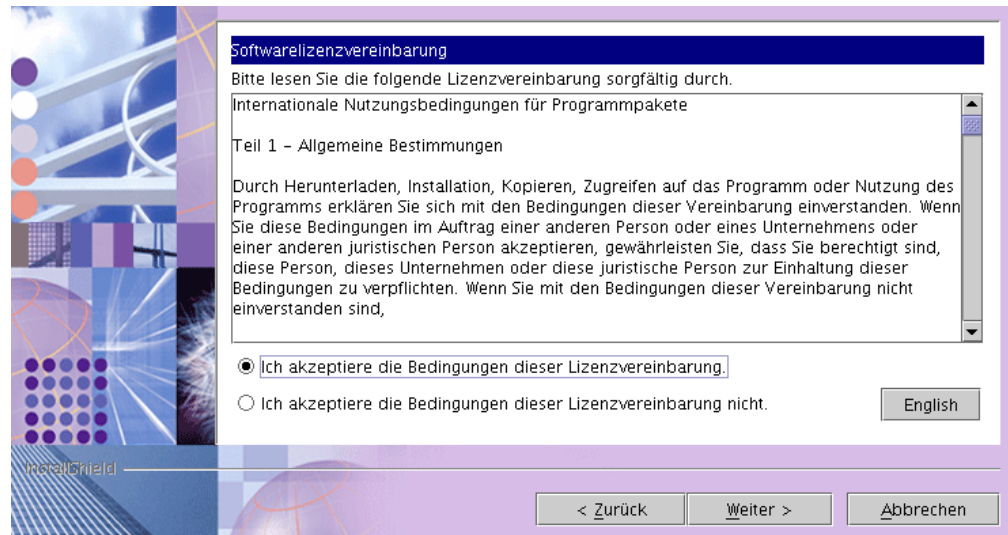 Softwarelizenzvereinbarung
Bitte lesen Sie die folgende Lizenzvereinbarung sorgfältig durch.
Internationale Nutzungsbedingungen für Programmpakete
Teil 1 – Allgemeine Bestimmungen
Durch Herunterladen, Installation, Kopieren, Zugreifen auf das Programm oder Nutzung des
Programms erklären Sie sich mit den Bedingungen dieser Vereinbarung einverstanden. Wenn
Sie diese Bedingungen im Auftrag einer anderen Person oder eines Unternehmens oder
einer anderen juristischen Person akzeptieren, gewährleisten Sie, dass Sie berechtigt sind,
diese Person, dieses Unternehmen oder diese juristische Person zur Einhaltung dieser
Bedingungen zu verpflichten. Wenn Sie mit den Bedingungen dieser Vereinbarung nicht
einverstanden sind,
Ich akzeptiere die Bedingungen dieser Lizenzvereinbarung.
Ich akzeptiere die Bedingungen dieser Lizenzvereinbarung nicht.
English
InstallShield
< Zurück
Weiter >
Abbrechen